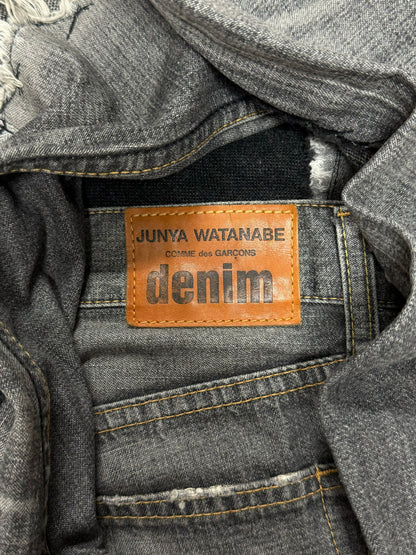 JUNYA WATANABE
COMME des GARÇONS
denim